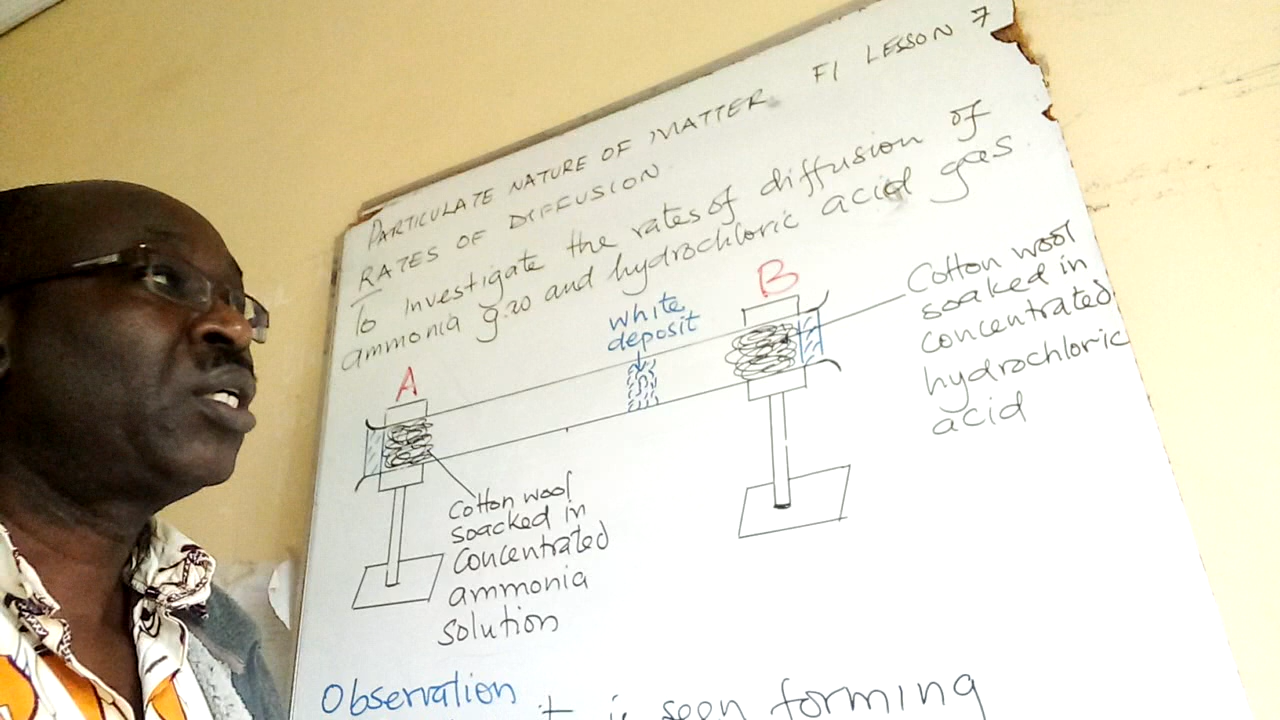 PARTICULATE NATURE OF MATTER F1 LESSON 7
RATES OF DIFFUSION
To investigate the rates of diffusion of
ammonia gas and hydrochloric acid gas
white
deposit
A
B
Cotton wool
soaked in
concentrated
hydrochloric
acid
Cotton wool
soacked in
concentrated
ammonia
solution
Observation
is seen forming